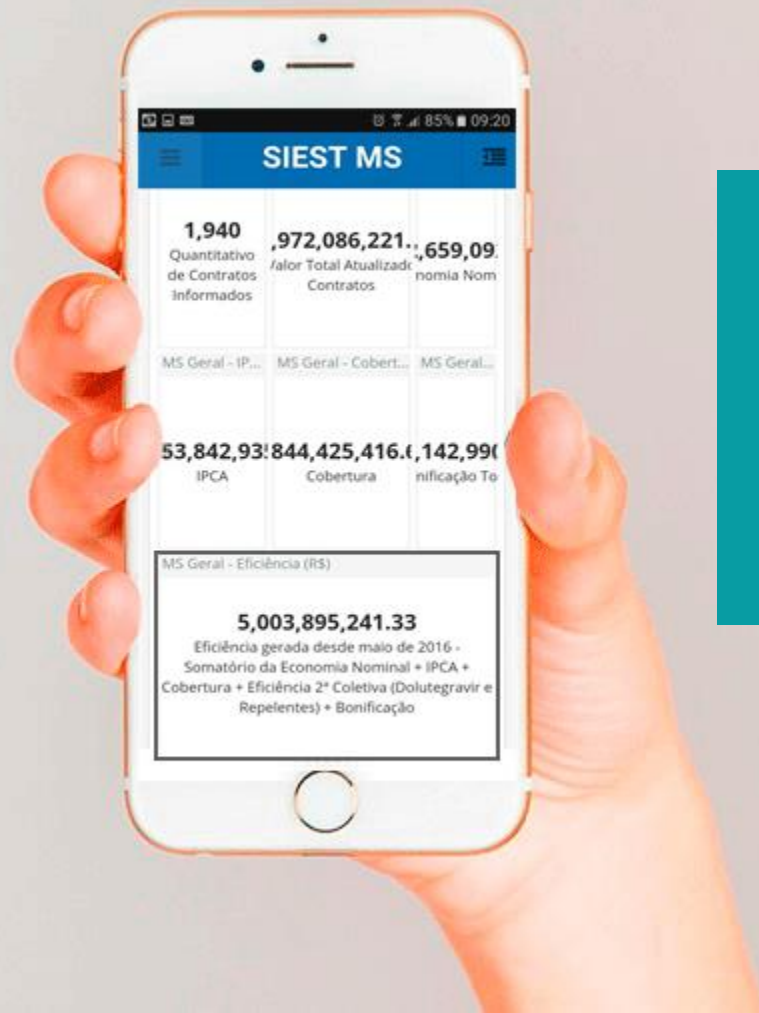 85% 09:20
SIEST MS
1,940
Quantitativo
de Contratos
Informados
,972,086,221.
Valor Total Atualizado
Contratos
,659,09
nomia Nom
MS Geral - IP...
MS Geral - Cobert...
MS Geral...
53,842,93
IPCA
844,425,416.
Cobertura
,142,990
nificação To
MS Geral - Eficiência (R$)
5,003,895,241.33
Eficiência gerada desde maio de 2016 -
Somatório da Economia Nominal + IPCA +
Cobertura + Eficiência 2ª Coletiva (Dolutegravir e
Repelentes) + Bonificação